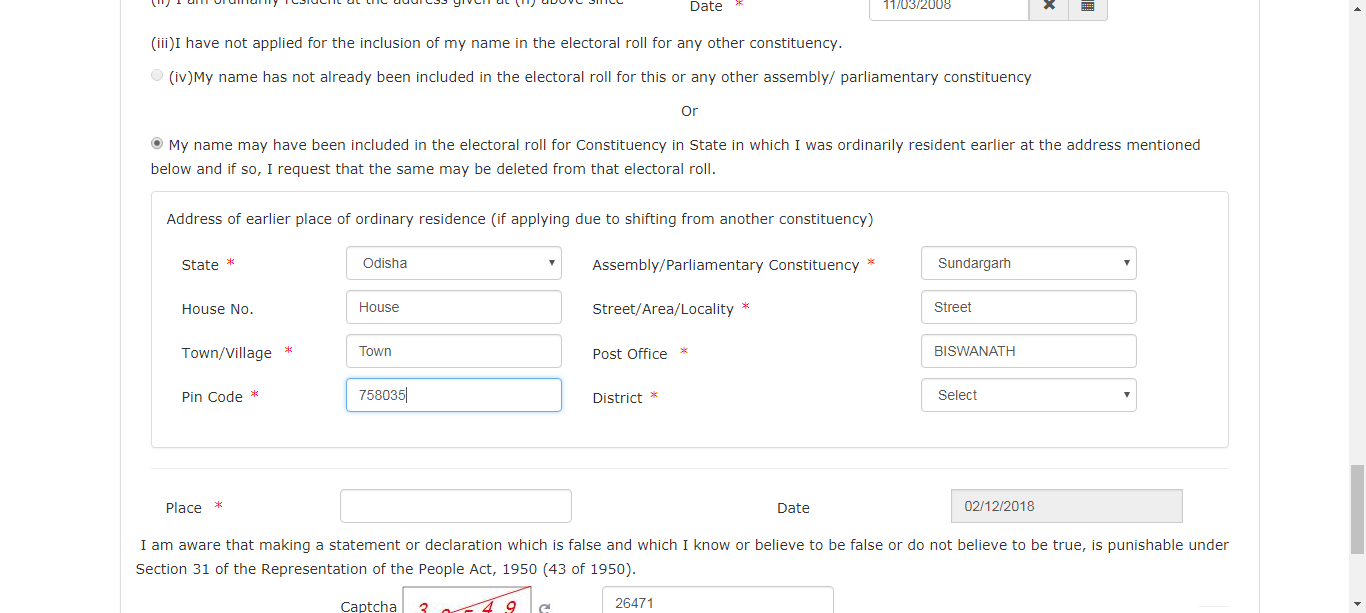 (ii) I am ordinarily resident at the address given at (h) above since
Date * 11/03/2008
(iii)I have not applied for the inclusion of my name in the electoral roll for any other constituency.
(iv)My name has not already been included in the electoral roll for this or any other assembly/ parliamentary constituency
Or
My name may have been included in the electoral roll for Constituency in State in which I was ordinarily resident earlier at the address mentioned
below and if so, I request that the same may be deleted from that electoral roll.
Address of earlier place of ordinary residence (if applying due to shifting from another constituency)
State * Odisha Assembly/Parliamentary Constituency * Sundargarh
House No. House Street/Area/Locality * Street
Town/Village * Town Post Office * BISWANATH
Pin Code * 758035 District * Select
Place * Date 02/12/2018
I am aware that making a statement or declaration which is false and which I know or believe to be false or do not believe to be true, is punishable under
Section 31 of the Representation of the People Act, 1950 (43 of 1950).
Captcha 26471